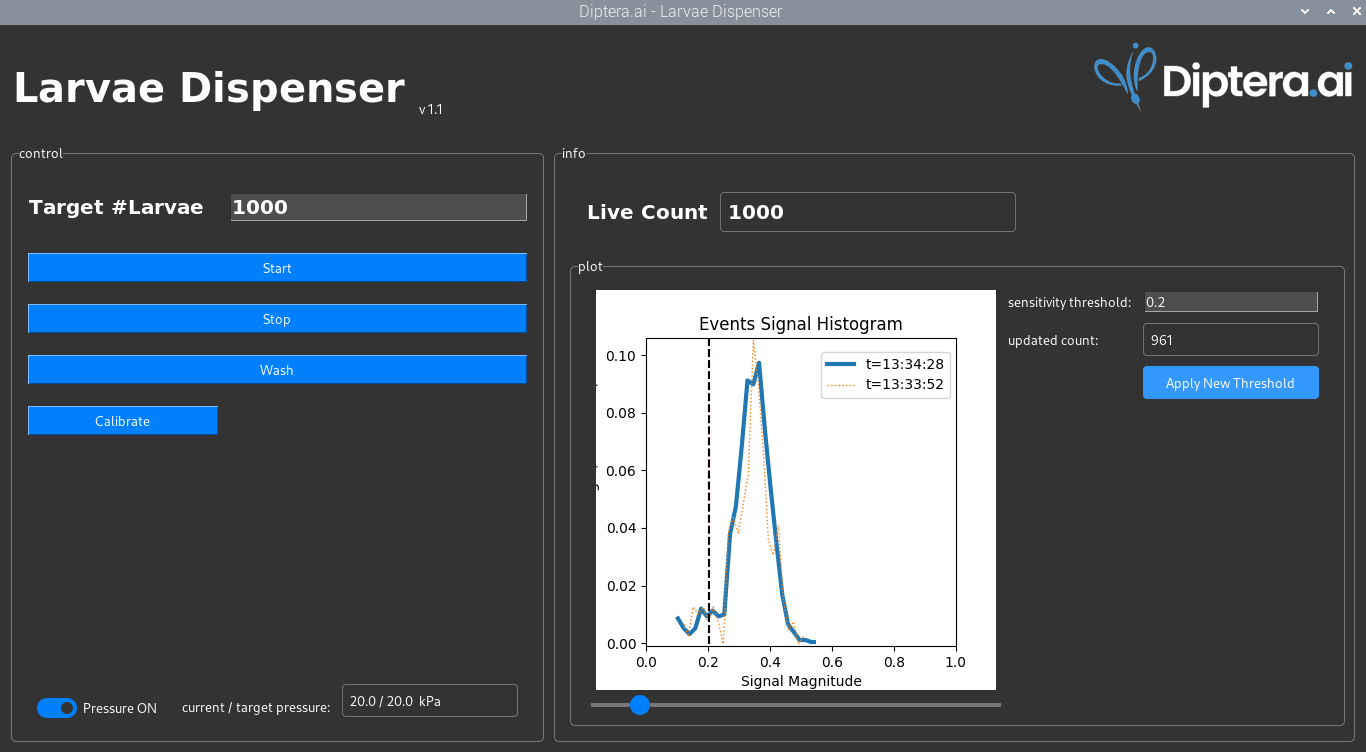 Diptera.ai - Larvae Dispenser
Larvae Dispenser
v 1.1
Diptera.ai
control
Target #Larvae 1000
Start
Stop
Wash
Calibrate
Pressure ON
current / target pressure: 20.0 / 20.0 kPa
info
Live Count 1000
plot
Events Signal Histogram
t=13:34:28
t=13:33:52
0.10
0.08
0.06
0.04
0.02
0.00
0.0 0.2 0.4 0.6 0.8 1.0
Signal Magnitude
sensitivity threshold: 0.2
updated count: 961
Apply New Threshold